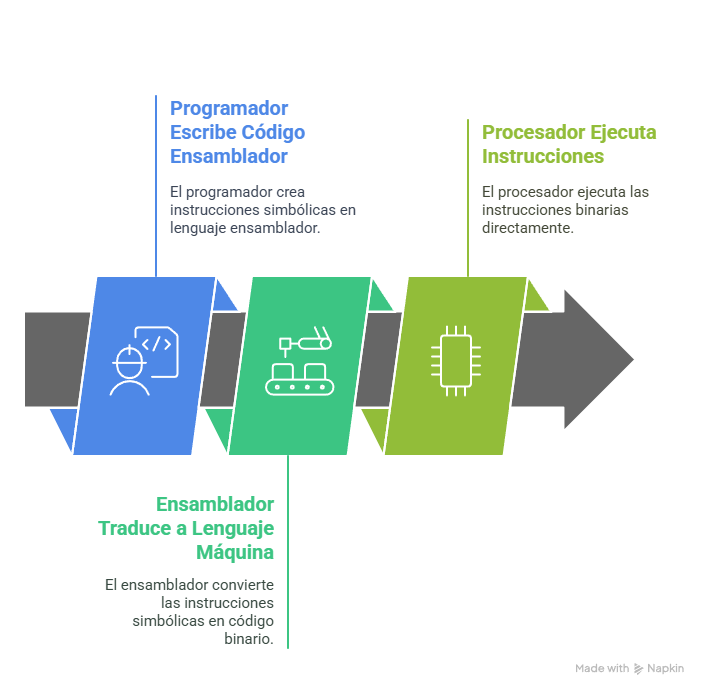 Programador
Escribe Código
Ensamblador
El programador crea
instrucciones simbólicas en
lenguaje ensamblador.
Procesador Ejecuta
Instrucciones
El procesador ejecuta las
instrucciones binarias
directamente.
Ensamblador
Traduce a Lenguaje
Máquina
El ensamblador convierte
las instrucciones
simbólicas en código
binario.
Made with Napkin